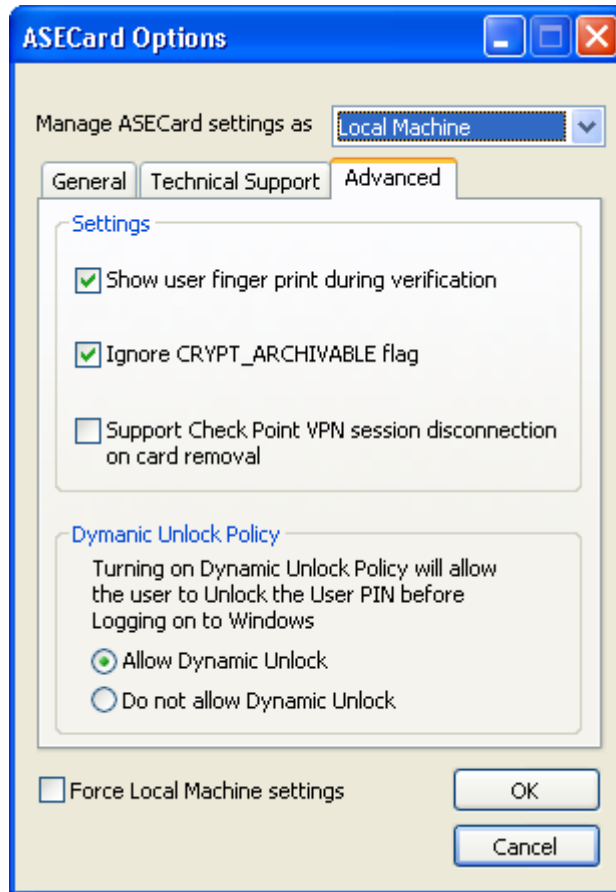 ASECard Options
Manage ASECard settings as Local Machine
General Technical Support Advanced
Settings
Show user finger print during verification
Ignore CRYPT_ARCHIVABLE flag
Support Check Point VPN session disconnection
on card removal
Dymanic Unlock Policy
Turning on Dynamic Unlock Policy will allow
the user to Unlock the User PIN before
Logging on to Windows
Allow Dynamic Unlock
Do not allow Dynamic Unlock
Force Local Machine settings OK
Cancel